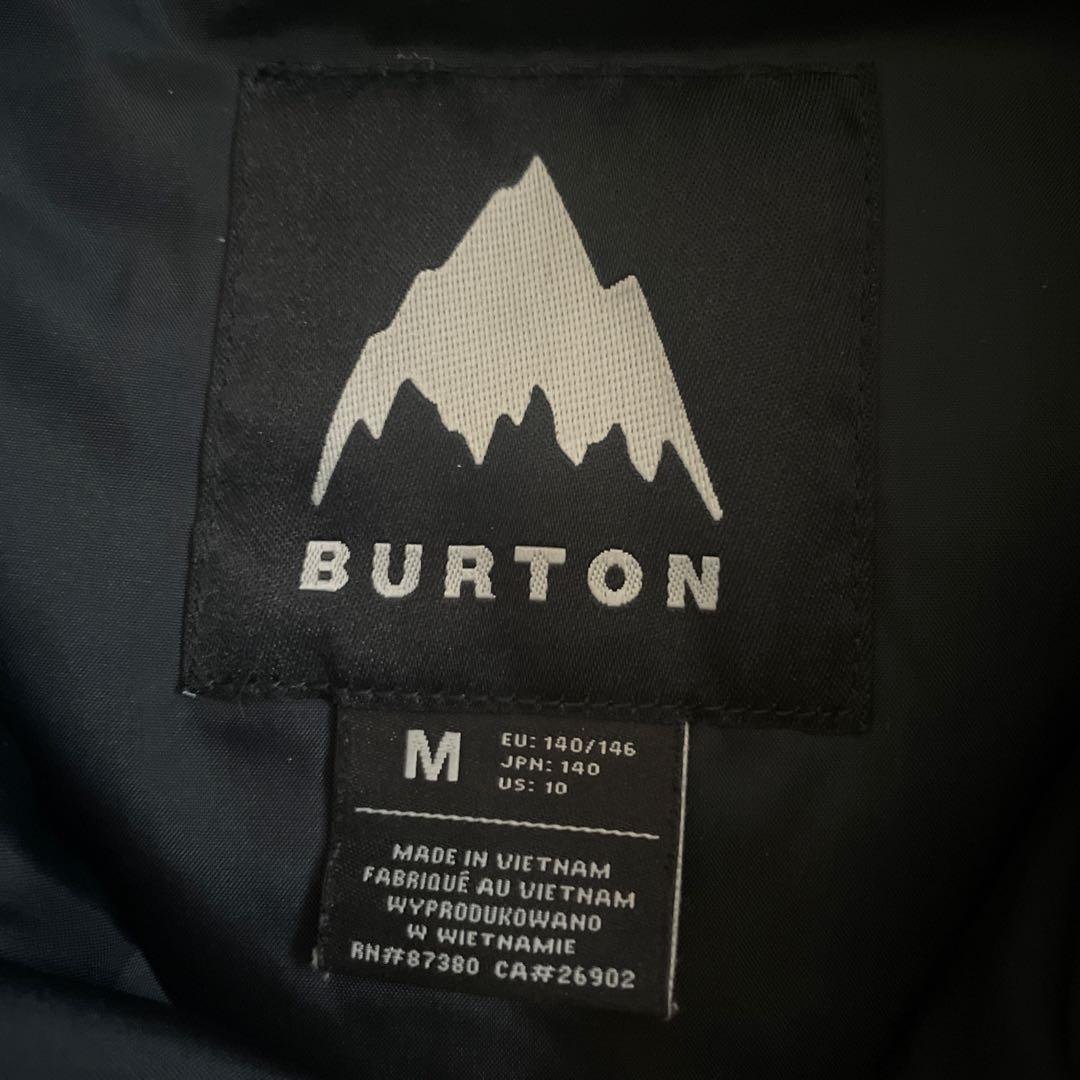 BURTON
M
EU: 140/146
JPN: 140
US: 10
MADE IN VIETNAM
FABRIQUÉ AU VIETNAM
WYPRODUKOWANO
W WIETNAMIE
RN#87380 CA#26902